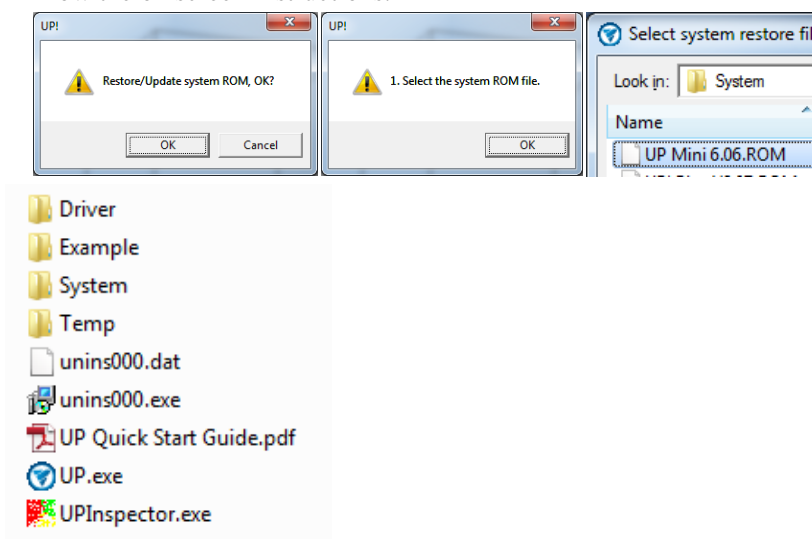 UP!
Restore/Update system ROM, OK?
OK
Cancel
UP!
1. Select the system ROM file.
OK
Select system restore fil
Look in:
System
Name
UP Mini 6.06.ROM
Driver
Example
System
Temp
unins000.dat
unins000.exe
UP Quick Start Guide.pdf
UP.exe
UPInspector.exe